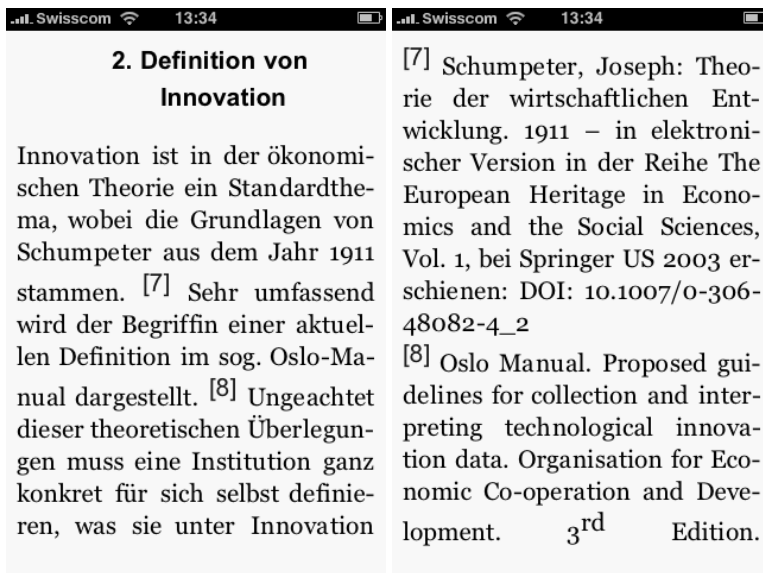 Swisscom 13:34
2. Definition von
Innovation
Innovation ist in der ökonomi-
schen Theorie ein Standardthe-
ma, wobei die Grundlagen von
Schumpeter aus dem Jahr 1911
stammen. [7] Sehr umfassend
wird der Begriffin einer aktuel-
len Definition im sog. Oslo-Ma-
nual dargestellt. [8] Ungeachtet
dieser theoretischen Überlegun-
gen muss eine Institution ganz
konkret für sich selbst definie-
ren, was sie unter Innovation
Swisscom 13:34
[7] Schumpeter, Joseph: Theo-
rie der wirtschaftlichen Ent-
wicklung. 1911 – in elektroni-
scher Version in der Reihe The
European Heritage in Econo-
mics and the Social Sciences,
Vol. 1, bei Springer US 2003 er-
schienen: DOI: 10.1007/0-306-
48082-4_2
[8] Oslo Manual. Proposed gui-
delines for collection and inter-
preting technological innova-
tion data. Organisation for Eco-
nomic Co-operation and Deve-
lopment. 3rd Edition.